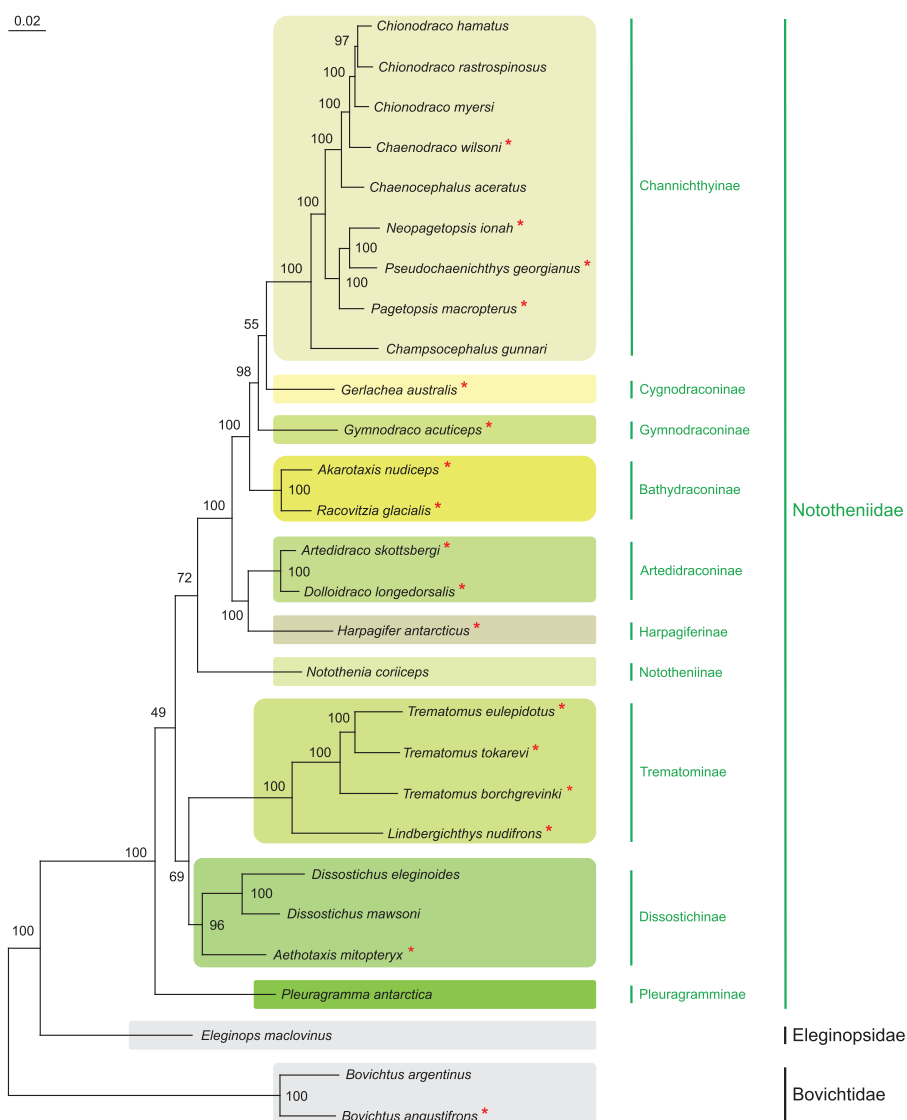 0.02
Chionodraco hamatus
97
Chionodraco rastrospinosus
100
Chionodraco myersi
100
Chaenodraco wilsoni *
100
Chaenocephalus aceratus
Channichthyinae
100
Neopagetopsis ionah *
100
Pseudochaenichthys georgianus *
100
100
Pagetopsis macropterus *
Champsocephalus gunnari
55
Gerlachea australis *
Cygnodraconinae
98
Gymnodraco acuticeps *
Gymnodraconinae
100
Akarotaxis nudiceps *
100
Bathydraconinae
Racovitzia glacialis *
Nototheniidae
100
Artedidraco skottsbergi *
100
Artedidraconinae
72
Dolloidraco longedorsalis *
100
Harpagifer antarcticus *
Harpagiferinae
Notothenia coriiceps
Nototheniinae
49
Trematomus eulepidotus *
100
Trematomus tokarevi *
100
Trematominae
100
Trematomus borchgrevinki *
Lindbergichthys nudifrons *
100
69
Dissostichus eleginoides
100
Dissostichus mawsoni
Dissostichinae
96
100
Aethotaxis mitopteryx *
Pleuragramma antarctica
Pleuragramminae
Eleginops maclovinus
Eleginopsidae
Bovichtus argentinus
100
Bovichtidae
Bovichtus angustifrons *